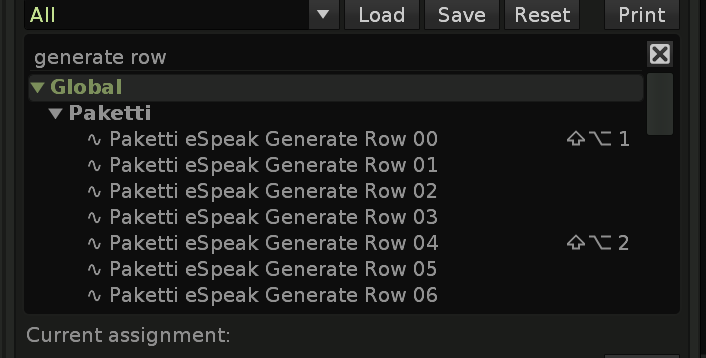 All Load Save Reset Print
generate row
Global
Paketti
Paketti eSpeak Generate Row 00 ⇧⌥ 1
Paketti eSpeak Generate Row 01
Paketti eSpeak Generate Row 02
Paketti eSpeak Generate Row 03
Paketti eSpeak Generate Row 04 ⇧⌥ 2
Paketti eSpeak Generate Row 05
Paketti eSpeak Generate Row 06
Current assignment: